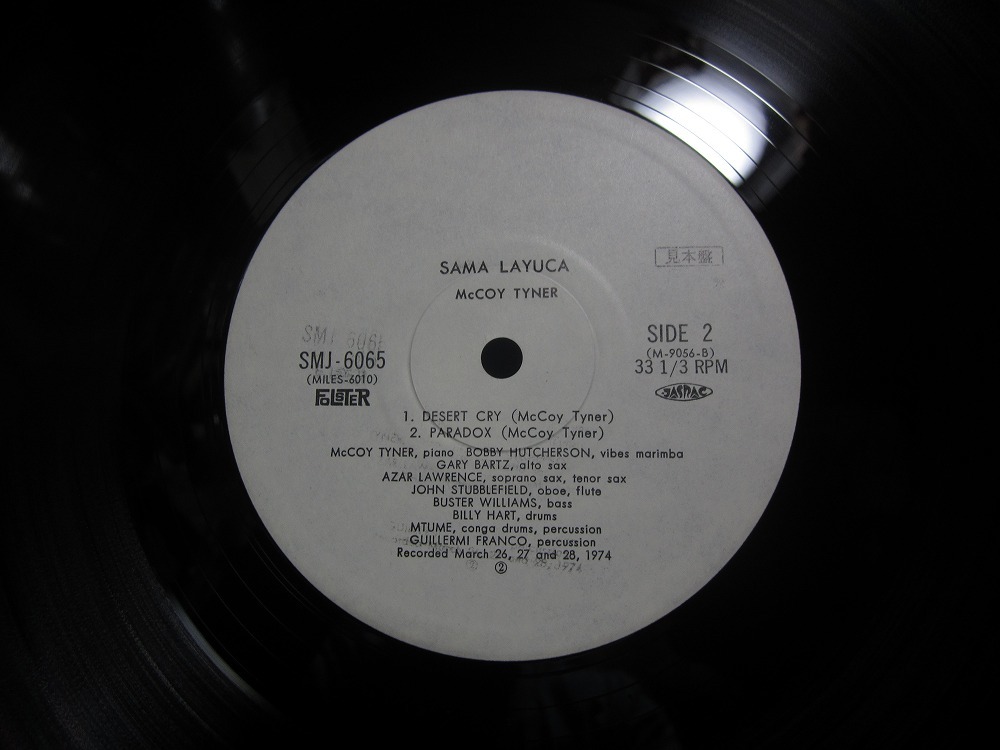 見本盤
SAMA LAYUCA
McCOY TYNER
SMJ 606
SMJ-6065
(MILES-6010)
SIDE 2
(M-9056-B)
33 1/3 RPM
JASRAC
1. DESERT CRY (McCoy Tyner)
2. PARADOX (McCoy Tyner)
McCOY TYNER, piano BOBBY HUTCHERSON, vibes marimba
GARY BARTZ, alto sax
AZAR LAWRENCE, soprano sax, tenor sax
JOHN STUBBLEFIELD, oboe, flute
BUSTER WILLIAMS, bass
BILLY HART, drums
MTUME, conga drums, percussion
GUILLERMI FRANCO, percussion
Recorded March 26, 27 and 28, 1974
②